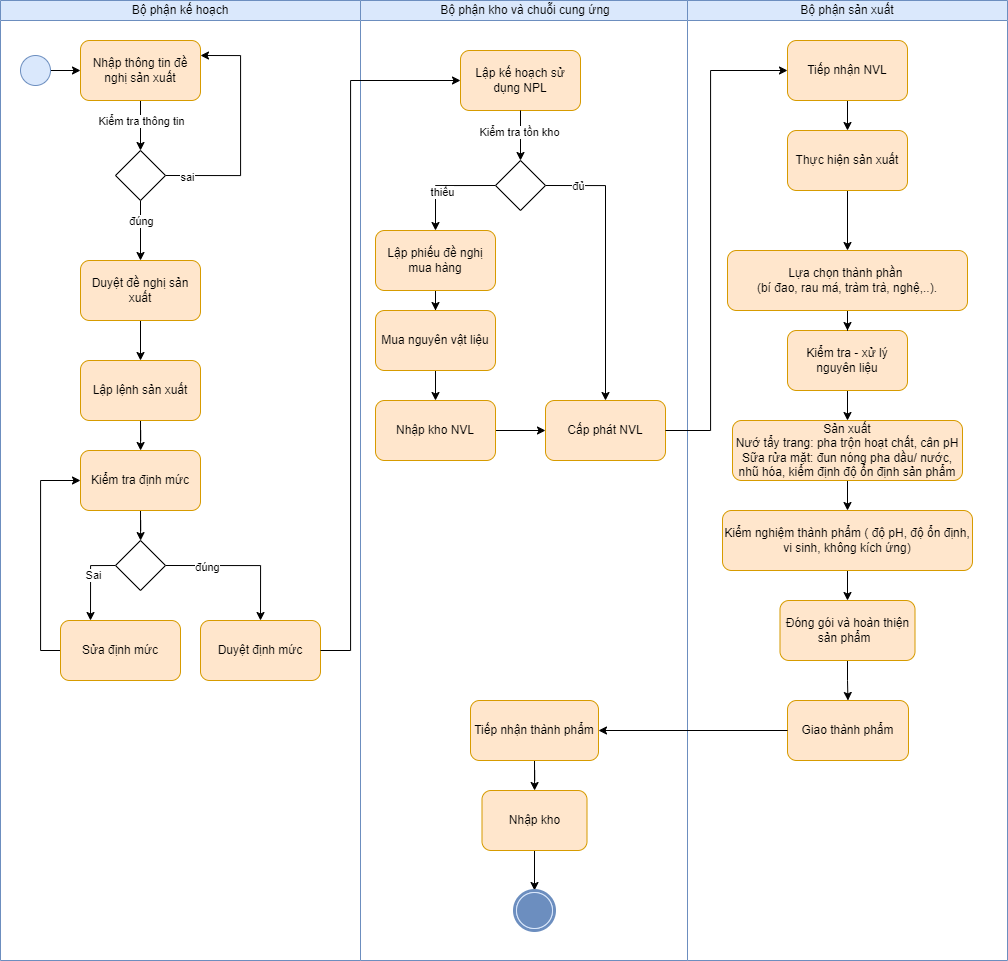 Bộ phận kế hoạch
Bộ phận kho và chuỗi cung ứng
Bộ phận sản xuất
Nhập thông tin đề
nghị sản xuất
Kiểm tra thông tin
sai
đúng
Duyệt đề nghị sản
xuất
Lập lệnh sản xuất
Kiểm tra định mức
Sai
đúng
Sửa định mức
Duyệt định mức
Lập kế hoạch sử
dụng NPL
Kiểm tra tồn kho
thiếu
đủ
Lập phiếu đề nghị
mua hàng
Mua nguyên vật liệu
Nhập kho NVL
Cấp phát NVL
Tiếp nhận NVL
Thực hiện sản xuất
Lựa chọn thành phần
(bí đao, rau má, tràm trà, nghệ,..).
Kiểm tra - xử lý
nguyên liệu
Sản xuất
Nướ tẩy trang: pha trộn hoạt chất, cân pH
Sữa rửa mặt: đun nóng pha dầu/ nước,
nhũ hóa, kiểm định độ ổn định sản phẩm
Kiểm nghiệm thành phẩm ( độ pH, độ ổn định,
vi sinh, không kích ứng)
Đóng gói và hoàn thiện
sản phẩm
Giao thành phẩm
Tiếp nhận thành phẩm
Nhập kho